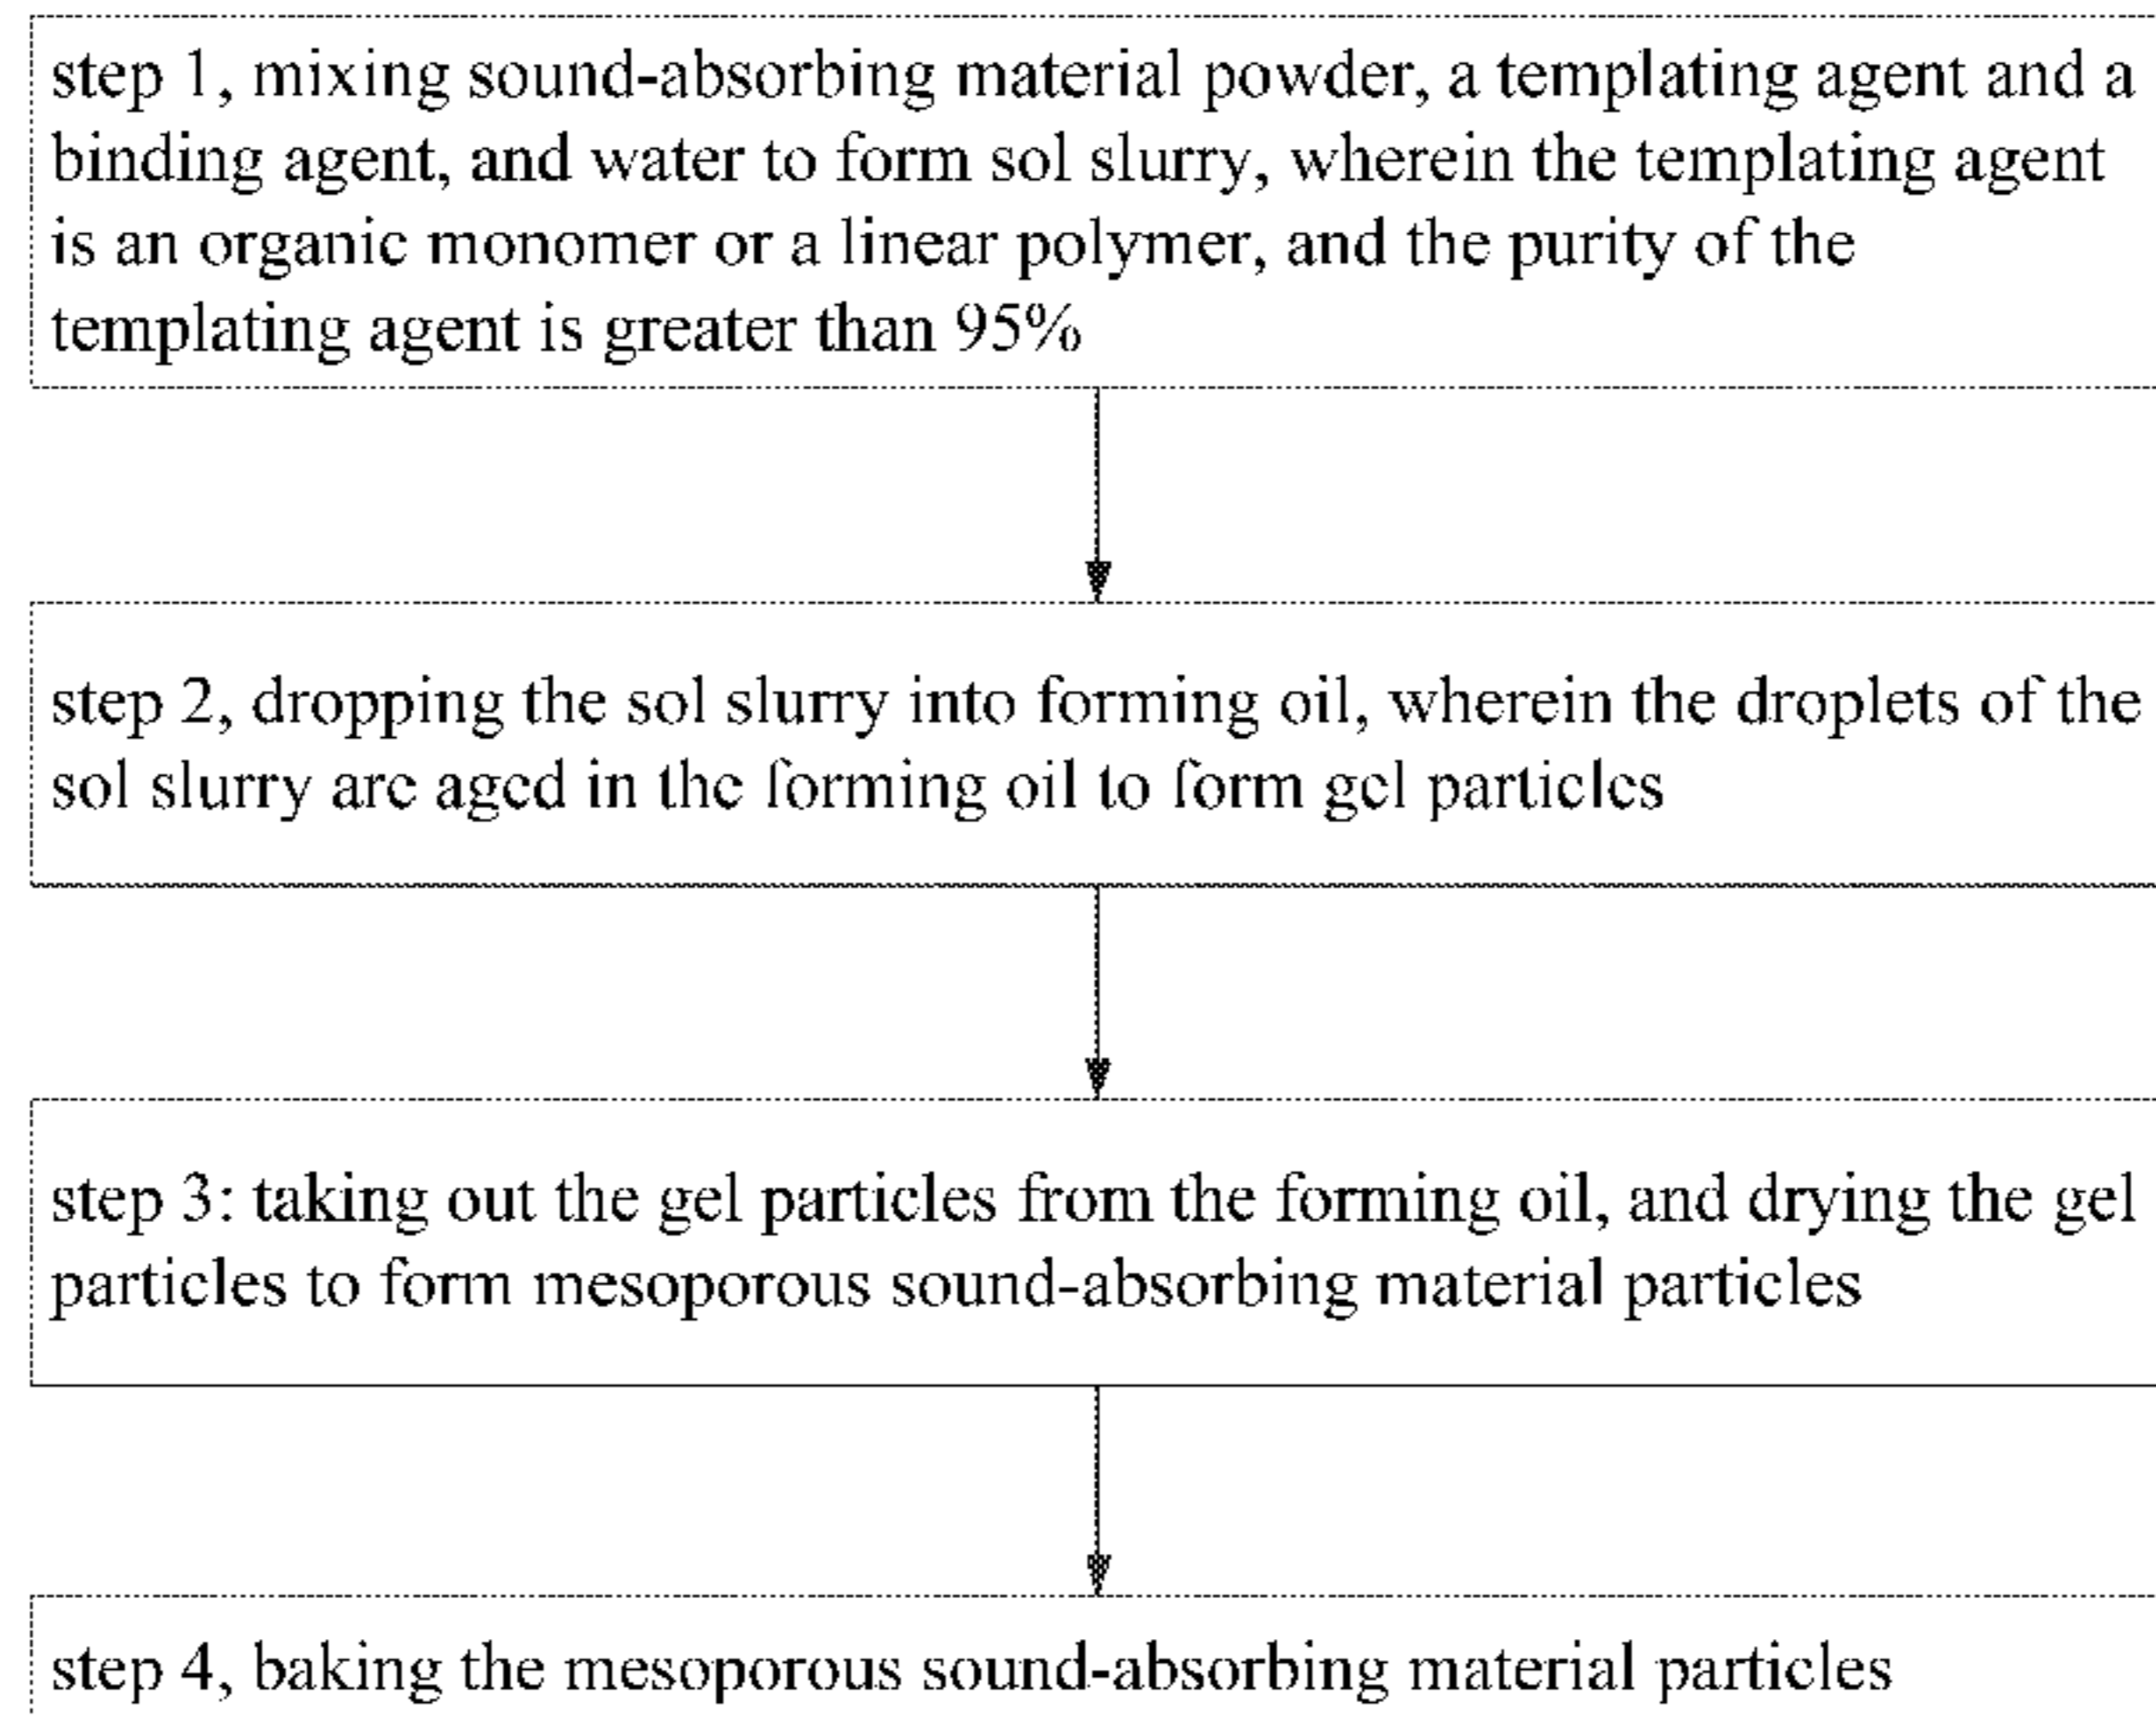 step 1, mixing sound-absorbing material powder, a templating agent and a
binding agent, and water to form sol slurry, wherein the templating agent
is an organic monomer or a linear polymer, and the purity of the
templating agent is greater than 95%
step 2, dropping the sol slurry into forming oil, wherein the droplets of the
sol slurry are aged in the forming oil to form gel particles
step 3: taking out the gel particles from the forming oil, and drying the gel
particles to form mesoporous sound-absorbing material particles
step 4, baking the mesoporous sound-absorbing material particles